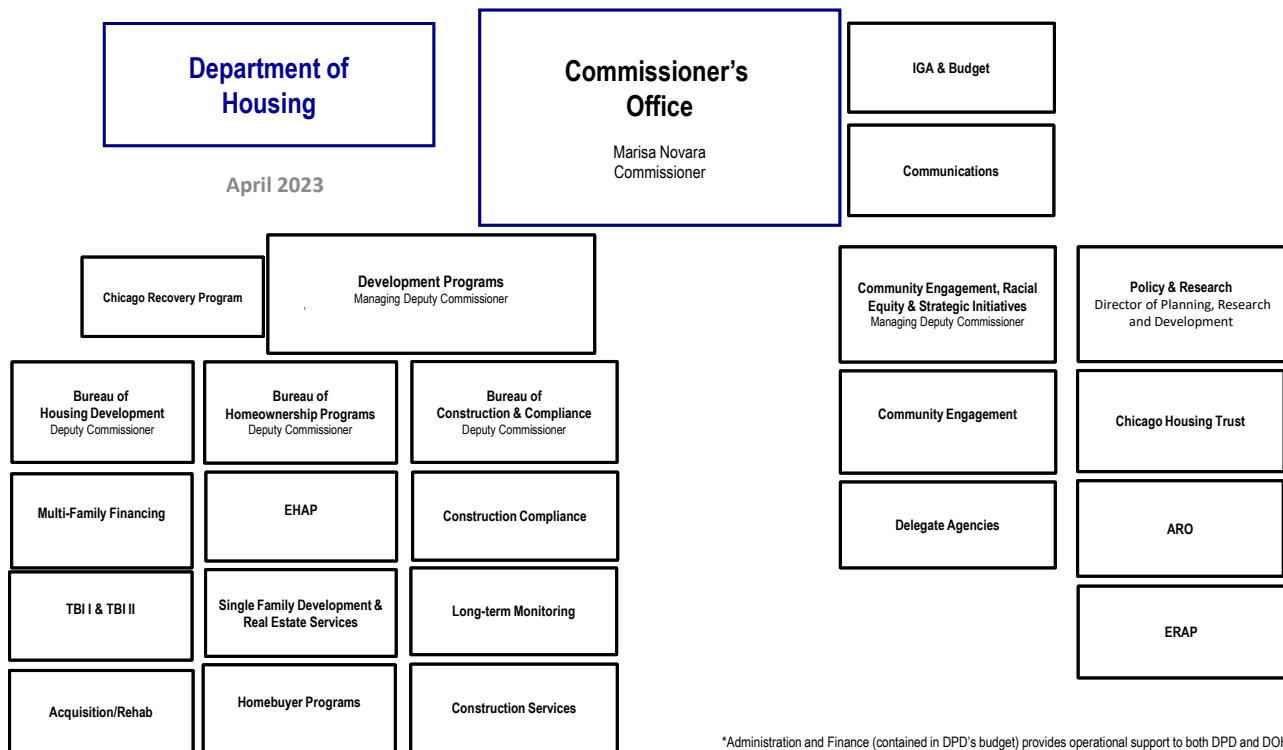 Department of
Housing
April 2023
Commissioner's
Office
Marisa Novara
Commissioner
IGA & Budget
Communications
Chicago Recovery Program
Development Programs
Managing Deputy Commissioner
Community Engagement, Racial
Equity & Strategic Initiatives
Managing Deputy Commissioner
Policy & Research
Director of Planning, Research
and Development
Bureau of
Housing Development
Deputy Commissioner
Bureau of
Homeownership Programs
Deputy Commissioner
Bureau of
Construction & Compliance
Deputy Commissioner
Community Engagement
Chicago Housing Trust
Multi-Family Financing
EHAP
Construction Compliance
Delegate Agencies
ARO
TBI I & TBI II
Single Family Development &
Real Estate Services
Long-term Monitoring
ERAP
Acquisition/Rehab
Homebuyer Programs
Construction Services
*Administration and Finance (contained in DPD's budget) provides operational support to both DPD and DOH